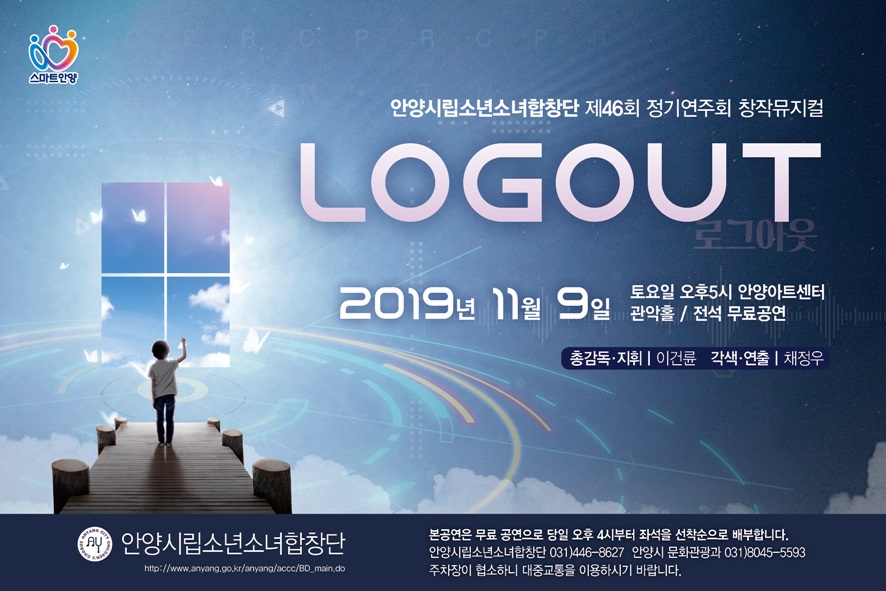 스마트안양
안양시립소년소녀합창단 제46회 정기연주회 창작뮤지컬
LOGOUT
로그아웃
2019년 11월 9일
토요일 오후5시 안양아트센터
관악홀 / 전석 무료공연
총감독·지휘 | 이건륜 각색·연출 | 채정우
ANYANG CITY CHILDREN'S CHOIR
AY
안양시립소년소녀합창단
http://www.anyang.go.kr/anyang/accc/BD_main.do
본공연은 무료 공연으로 당일 오후 4시부터 좌석을 선착순으로 배부합니다.
안양시립소년소녀합창단 031)446-8627 안양시 문화관광과 031)8045-5593
주차장이 협소하니 대중교통을 이용하시기 바랍니다.